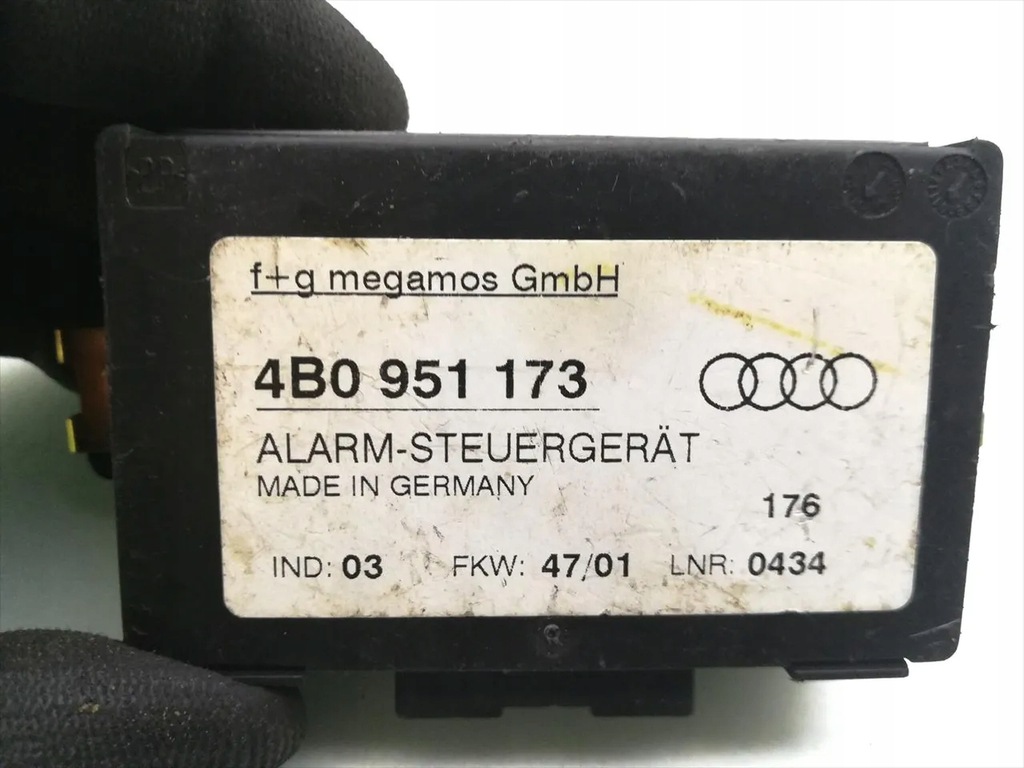 f+g megamos GmbH
4B0 951 173
ALARM-STEUERGERÄT
MADE IN GERMANY
176
IND: 03 FKW: 47/01 LNR: 0434